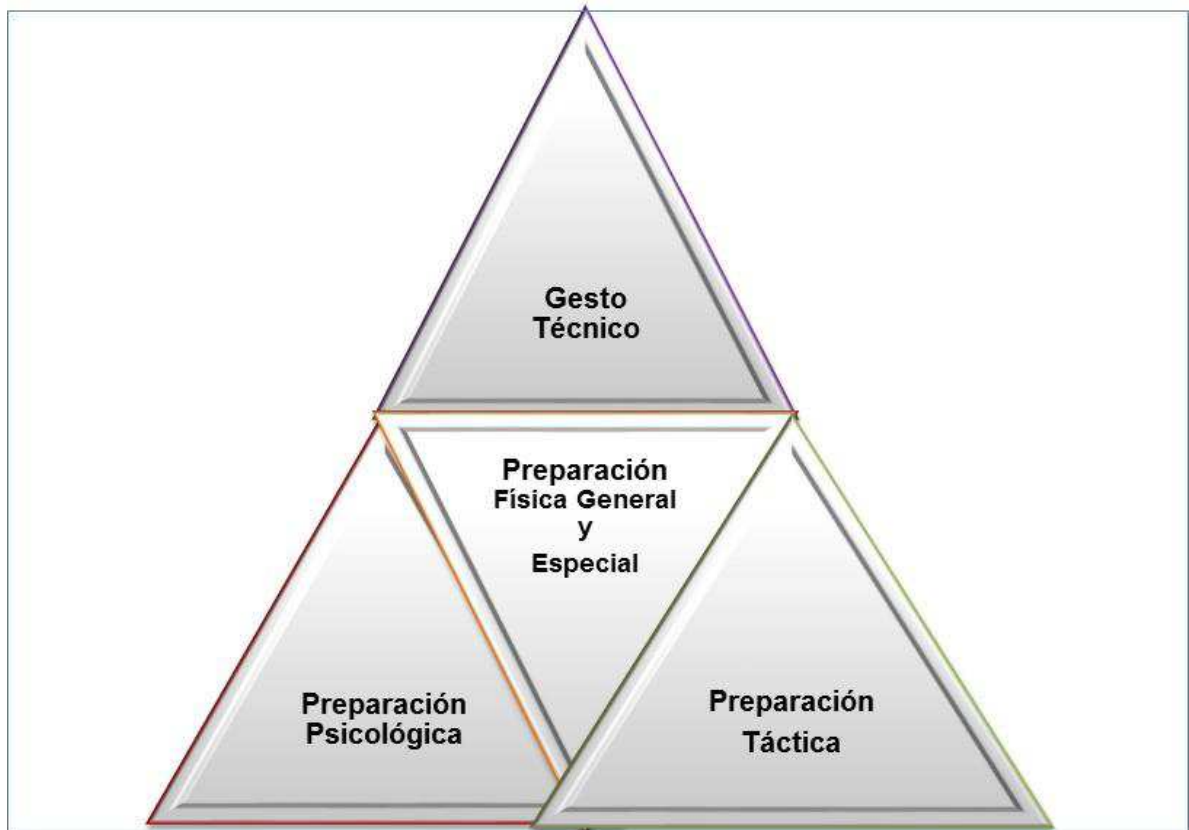 Gesto
Técnico
Preparación
Física General
y
Especial
Preparación
Psicológica
Preparación
Táctica